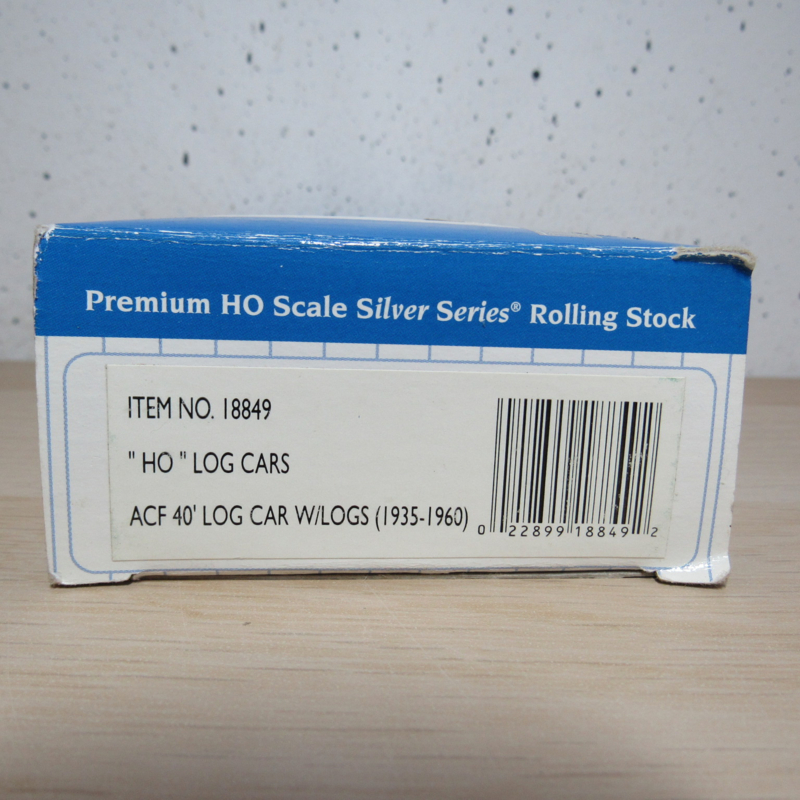 Premium HO Scale Silver Series® Rolling Stock
ITEM NO. 18849
" HO " LOG CARS
ACF 40' LOG CAR W/LOGS (1935-1960)
0 22899 18849 2